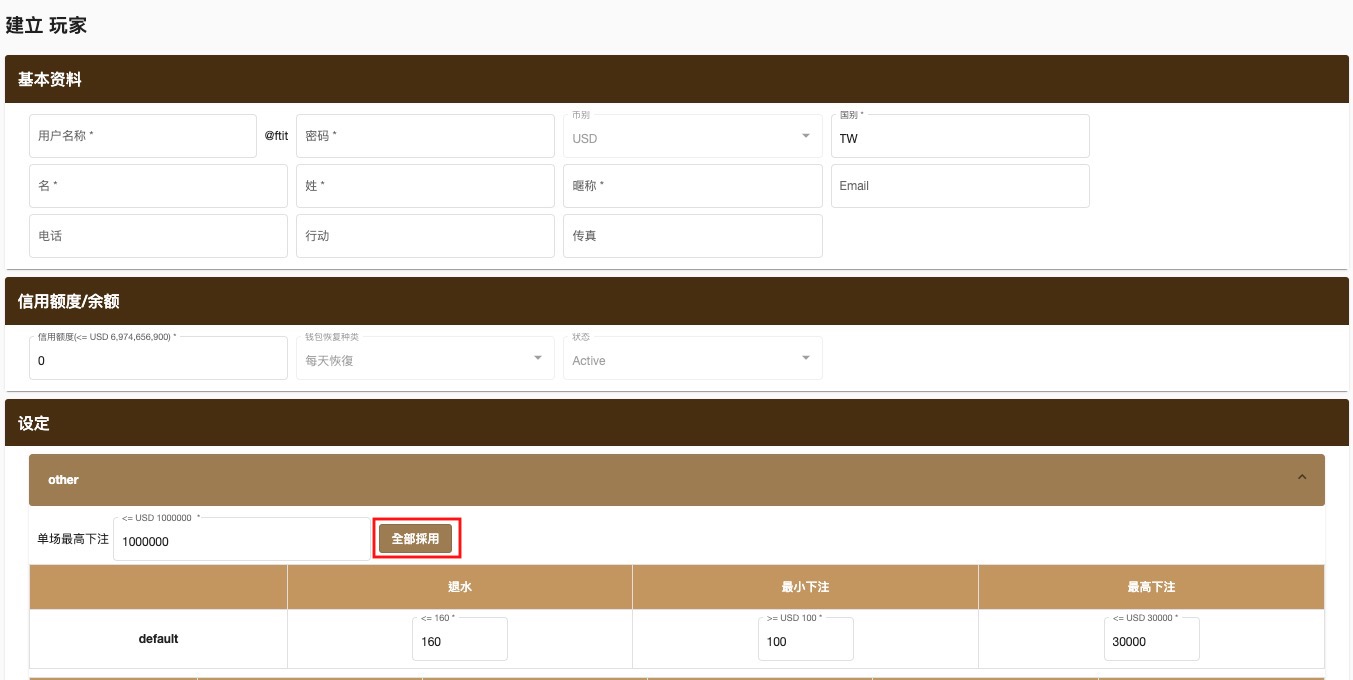 建立 玩家
基本资料
用户名称 * @ftit 密码 * 币别 USD 国别 * TW
名 * 姓 * 暱称 * Email
电话 行动 传真
信用额度/余额
信用额度(<= USD 6,974,656,900) * 钱包恢复种类 状态
0 每天恢復 Active
设定
other
<= USD 1000000 *
单场最高下注 1000000 全部採用
退水 最小下注 最高下注
<= 160 * >= USD 100 * <= USD 30000 *
default 160 100 30000